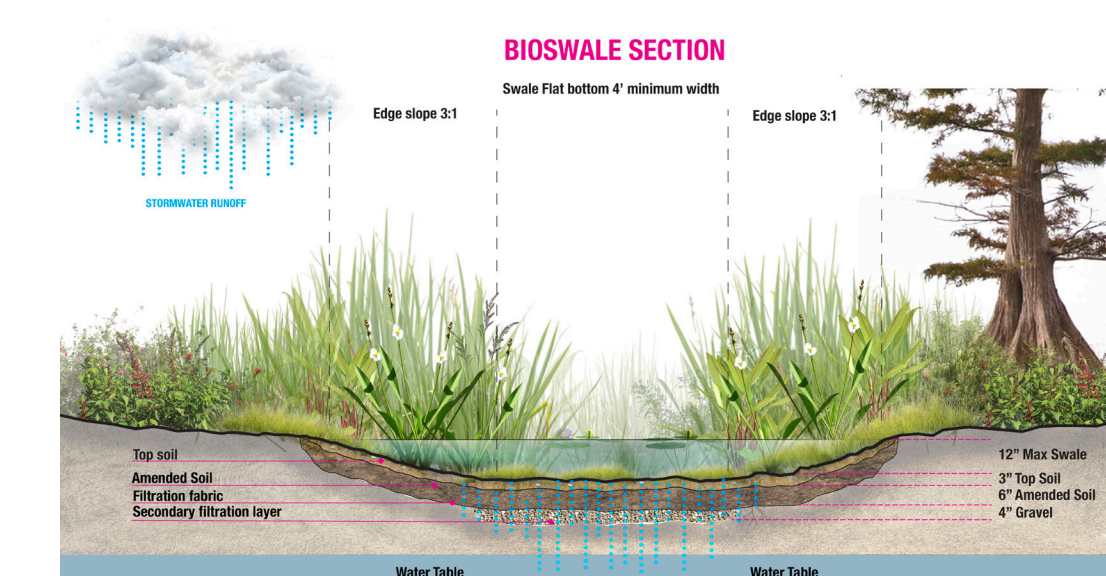 BIOSWALE SECTION
Swale Flat bottom 4’ minimum width
Edge slope 3:1
Edge slope 3:1
STORMWATER RUNOFF
Top soil
Amended Soil
Filtration fabric
Secondary filtration layer
12” Max Swale
3” Top Soil
6” Amended Soil
4” Gravel
Water Table
Water Table